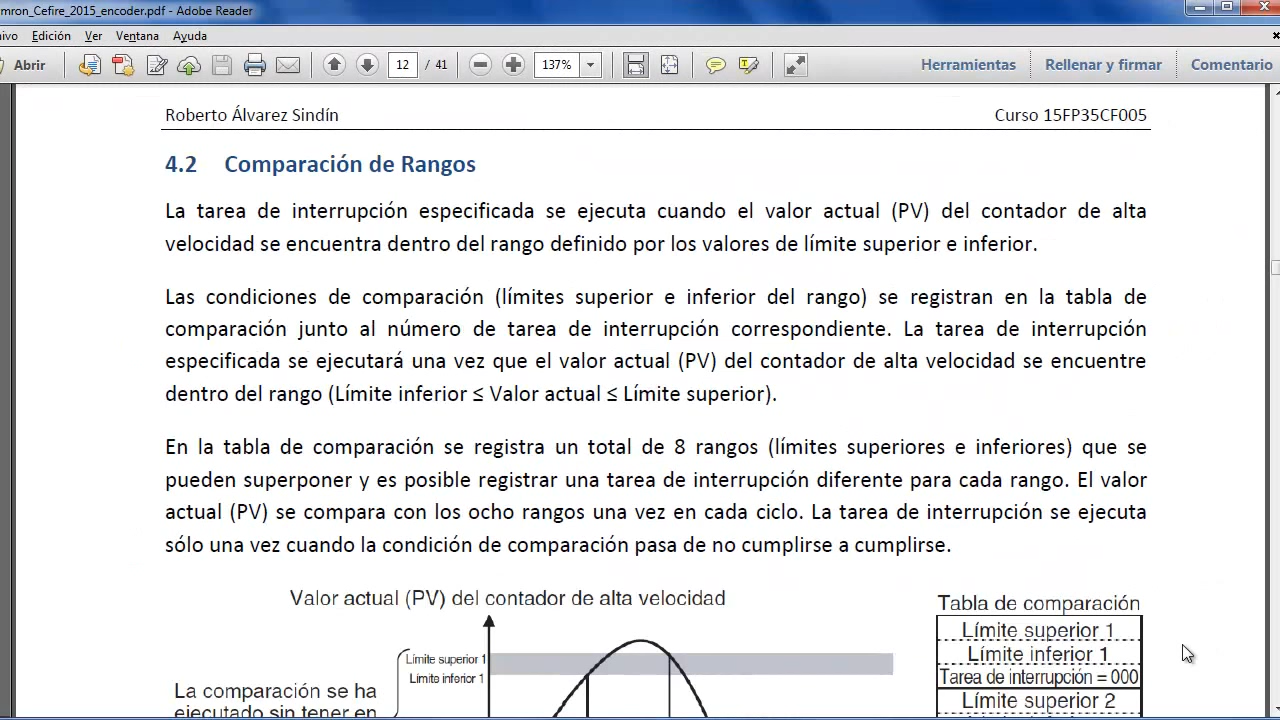 mron_Cefire_2015_encoder.pdf - Adobe Reader
ivo Edición Ver Ventana Ayuda
Abrir 12 / 41 137% Herramientas Rellenar y firmar Comentario
Roberto Álvarez Sindín Curso 15FP35CF005
4.2 Comparación de Rangos
La tarea de interrupción especificada se ejecuta cuando el valor actual (PV) del contador de alta
velocidad se encuentra dentro del rango definido por los valores de límite superior e inferior.
Las condiciones de comparación (límites superior e inferior del rango) se registran en la tabla de
comparación junto al número de tarea de interrupción correspondiente. La tarea de interrupción
especificada se ejecutará una vez que el valor actual (PV) del contador de alta velocidad se encuentre
dentro del rango (Límite inferior ≤ Valor actual ≤ Límite superior).
En la tabla de comparación se registra un total de 8 rangos (límites superiores e inferiores) que se
pueden superponer y es posible registrar una tarea de interrupción diferente para cada rango. El valor
actual (PV) se compara con los ocho rangos una vez en cada ciclo. La tarea de interrupción se ejecuta
sólo una vez cuando la condición de comparación pasa de no cumplirse a cumplirse.
Valor actual (PV) del contador de alta velocidad
Límite superior 1
Límite inferior 1
La comparación se ha
ejecutado sin tener en
Tabla de comparación
Límite superior 1
Límite inferior 1
Tarea de interrupción = 000
Límite superior 2